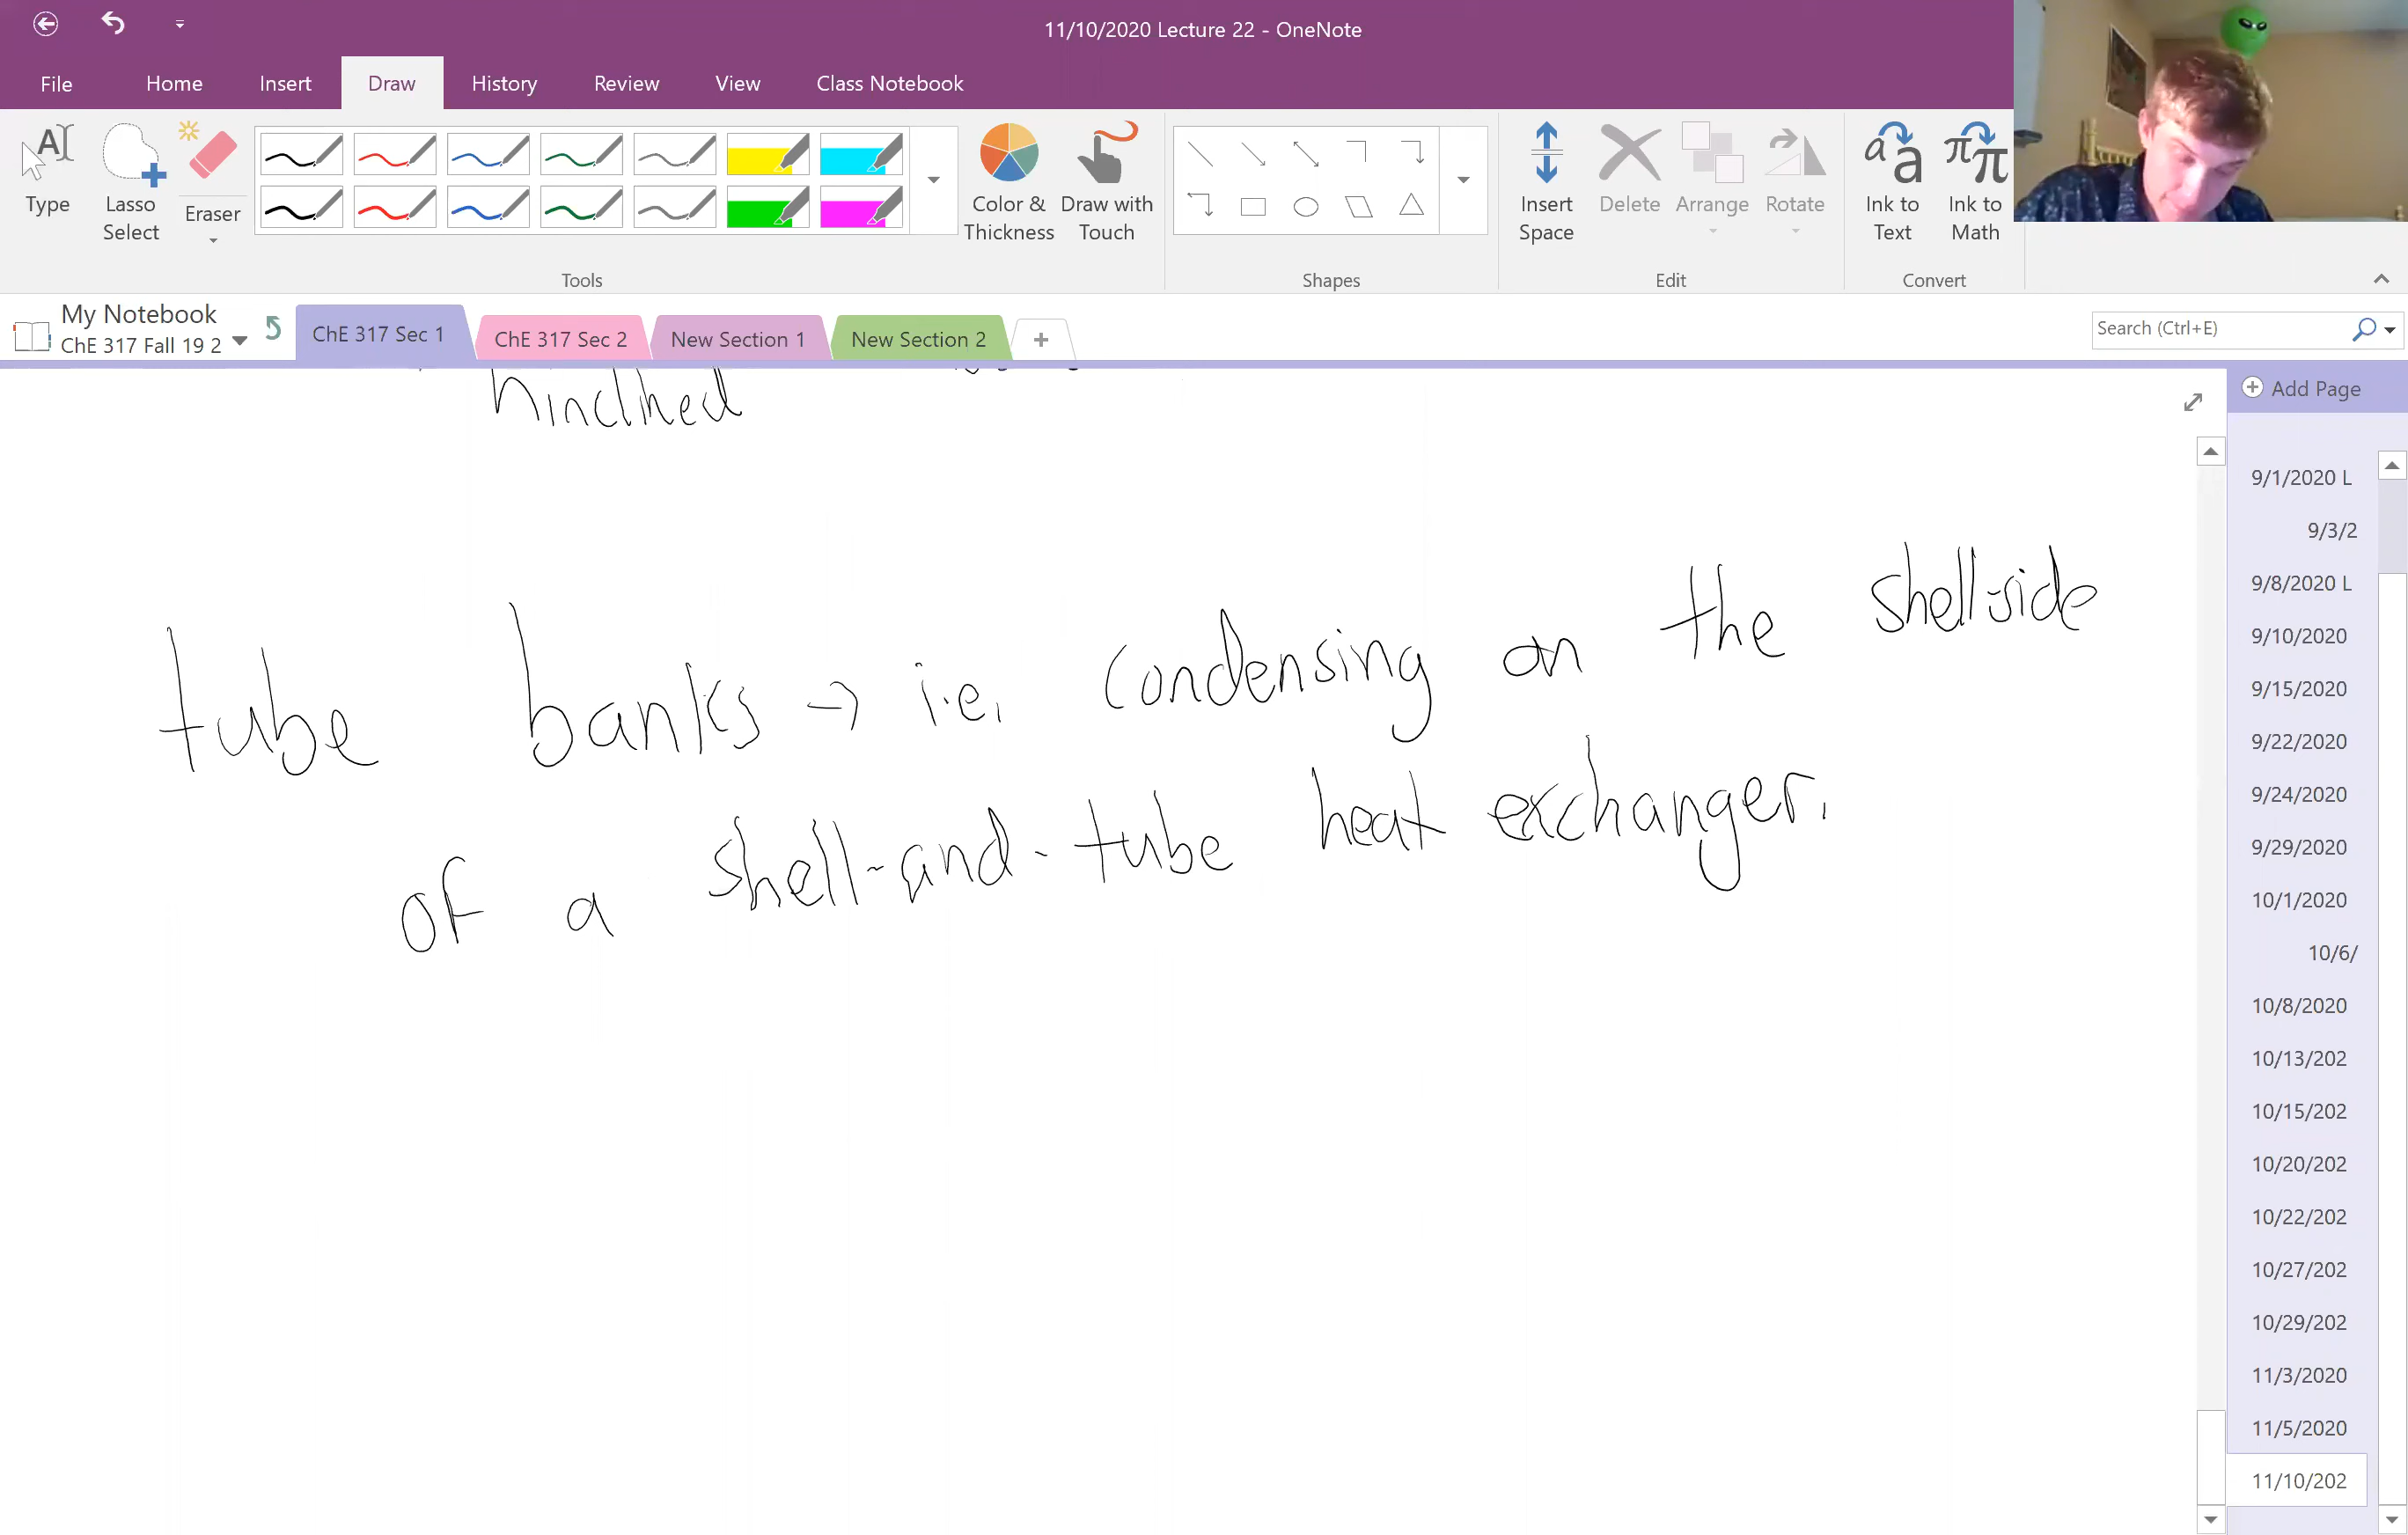 11/10/2020 Lecture 22 - OneNote
File Home Insert Draw History Review View Class Notebook
Type
Lasso Select
Eraser
Color & Thickness
Draw with Touch
Insert Space
Delete
Arrange
Rotate
Ink to Text
Ink to Math
Tools Shapes Edit Convert
My Notebook
ChE 317 Fall 19 2
ChE 317 Sec 1 ChE 317 Sec 2 New Section 1 New Section 2 +
Search (Ctrl+E)
hinclined
tube banks → i.e. condensing on the shell-side
of a shell-and-tube heat exchanger.
Add Page
9/1/2020 L
9/3/2
9/8/2020 L
9/10/2020
9/15/2020
9/22/2020
9/24/2020
9/29/2020
10/1/2020
10/6/
10/8/2020
10/13/202
10/15/202
10/20/202
10/22/202
10/27/202
10/29/202
11/3/2020
11/5/2020
11/10/202